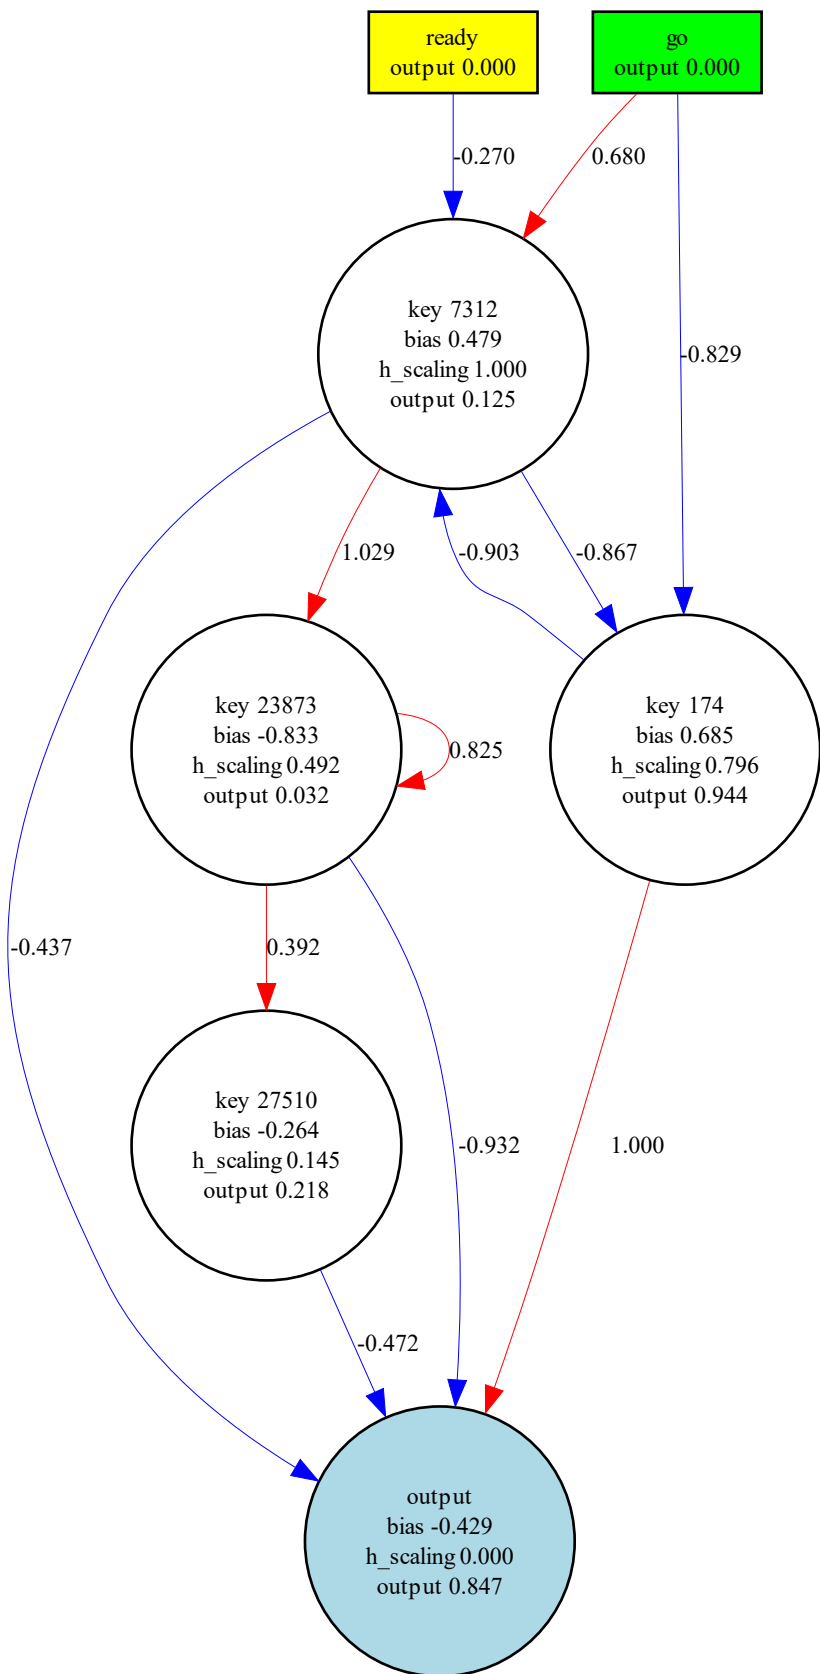 ready
output 0.000
go
output 0.000
-0.270
0.680
key 7312
bias 0.479
h_scaling 1.000
output 0.125
-0.829
1.029
-0.903
-0.867
key 23873
bias -0.833
h_scaling 0.492
output 0.032
0.825
key 174
bias 0.685
h_scaling 0.796
output 0.944
-0.437
0.392
key 27510
bias -0.264
h_scaling 0.145
output 0.218
-0.932
1.000
-0.472
output
bias -0.429
h_scaling 0.000
output 0.847